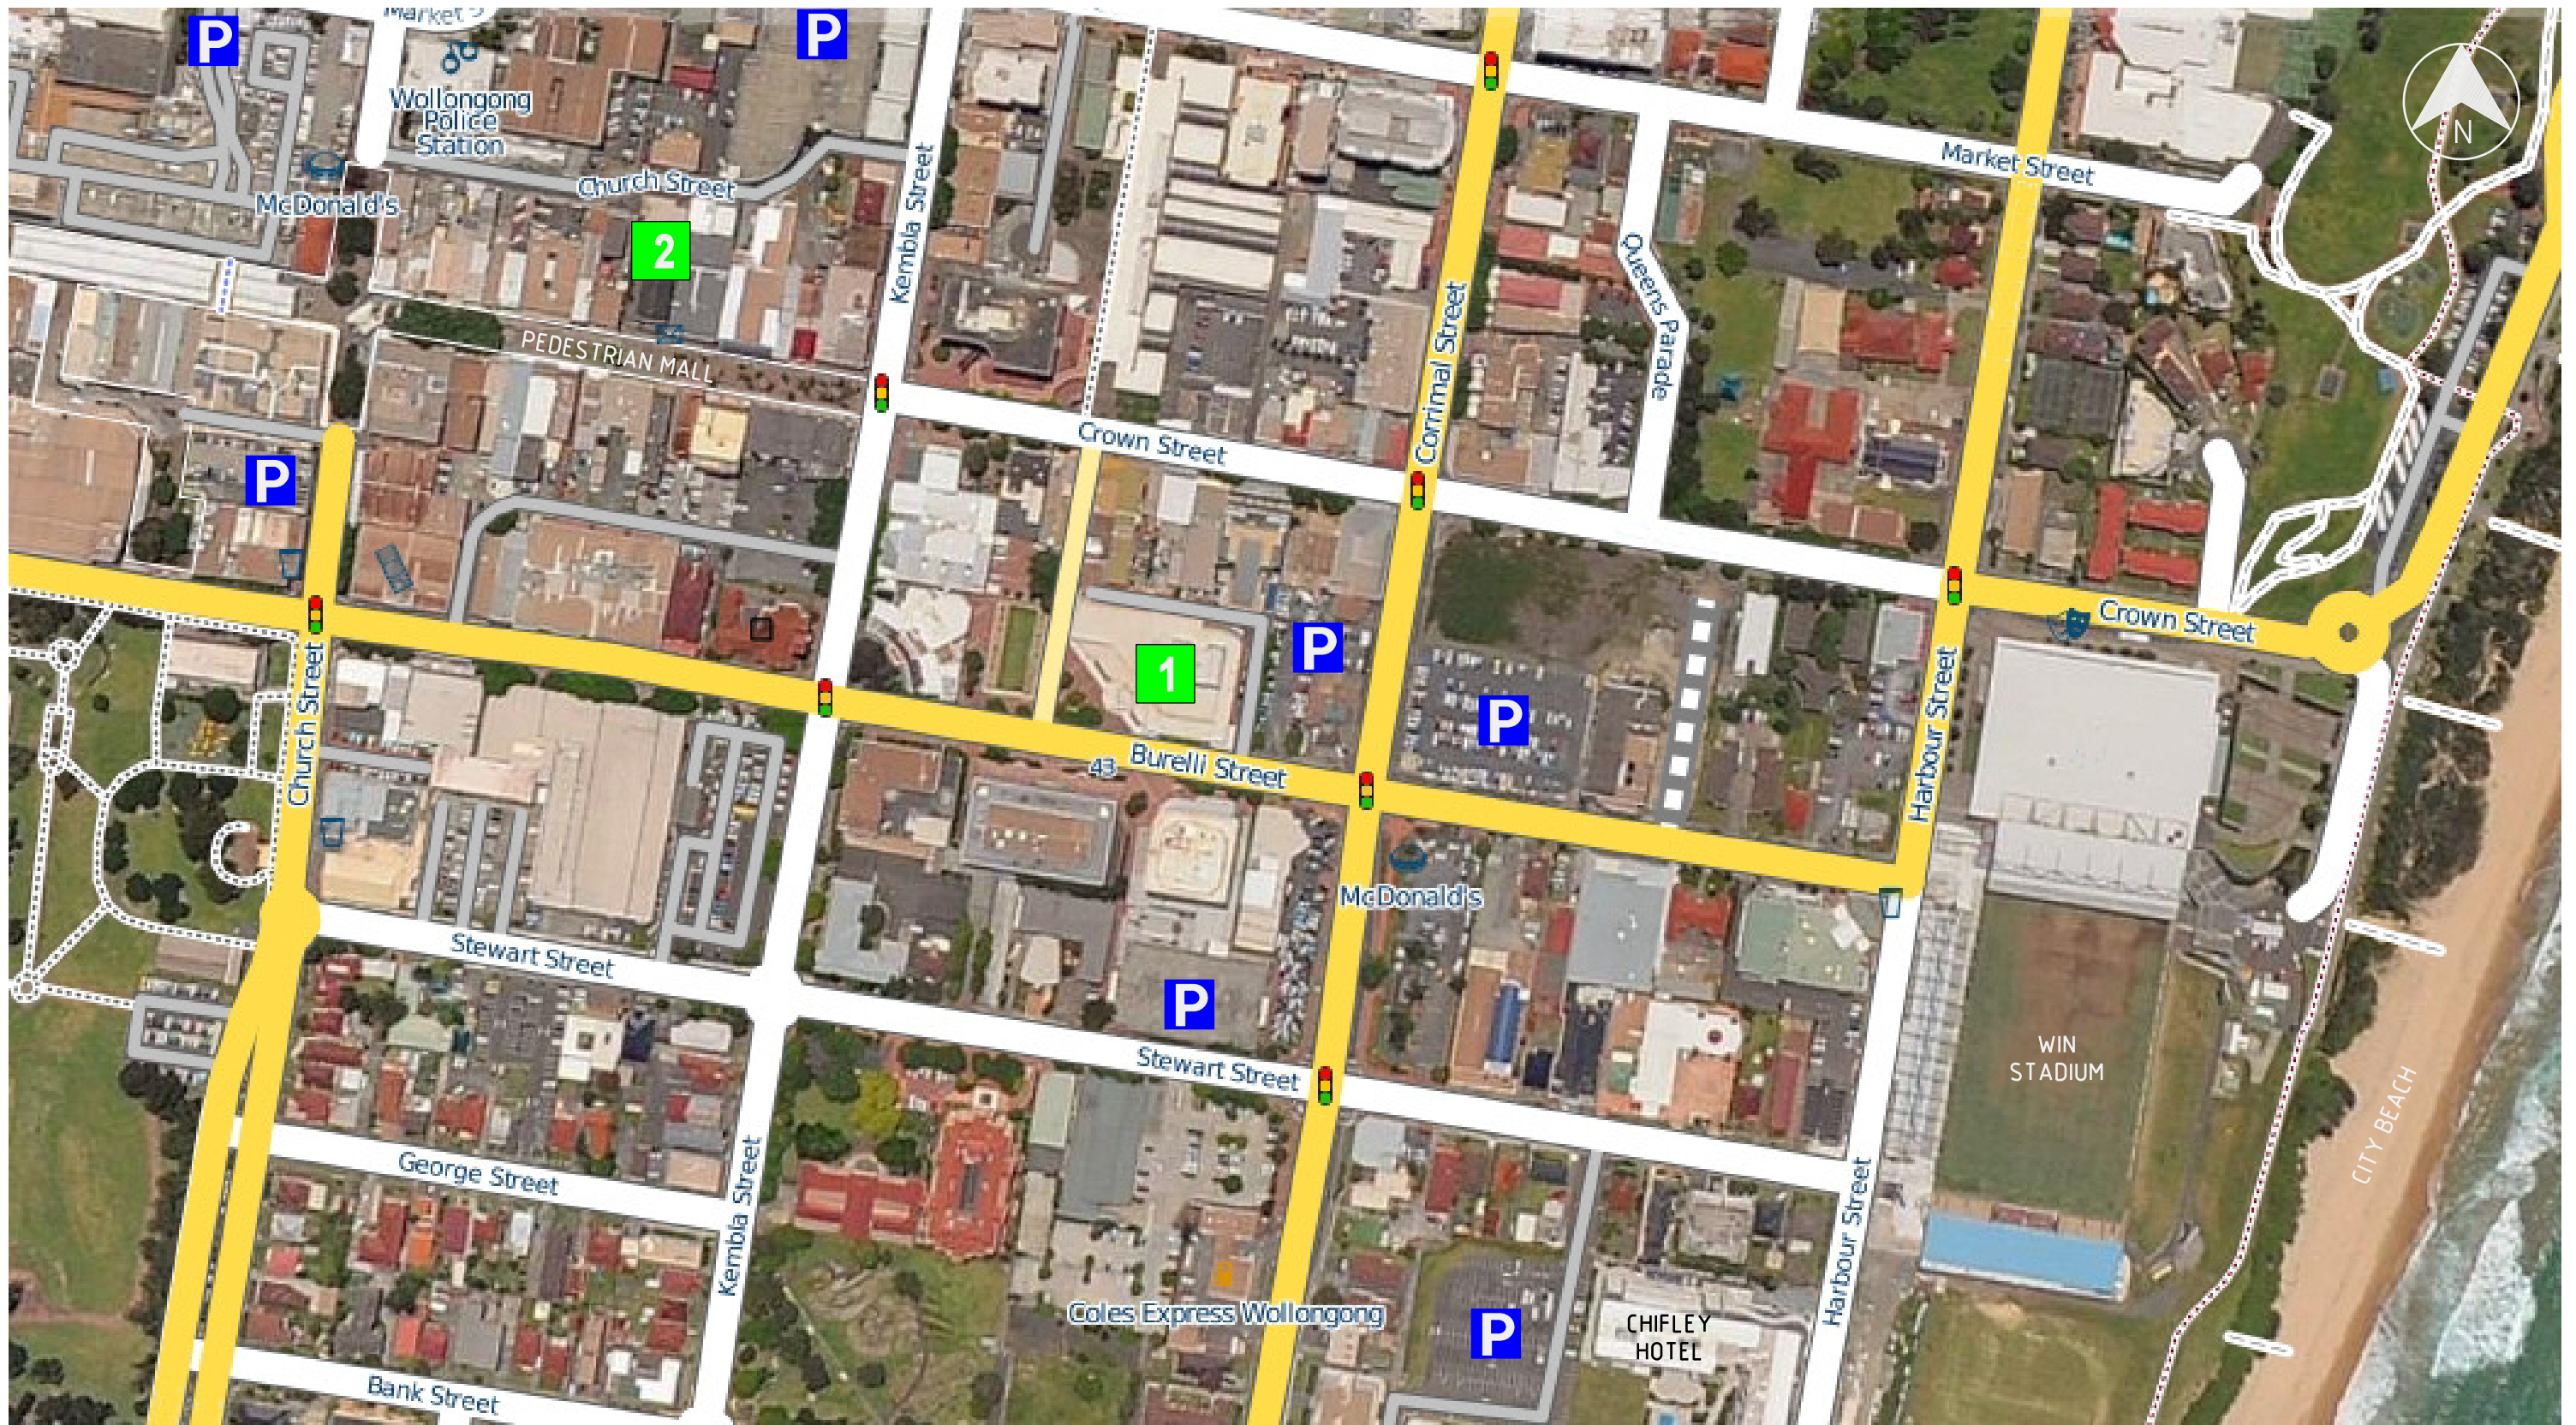 Market S
P
P
Wollongong
Police
Station
McDonald's
Church Street
Kembla Street
2
PEDESTRIAN MALL
Market Street
N
Queens Parade
Corrimal Street
Crown Street
P
1
P
P
Crown Street
Church Street
43
Burelli Street
Harbour Street
McDonald's
Stewart Street
P
Stewart Street
WIN
STADIUM
CITY BEACH
George Street
Kembla Street
Harbour Street
Coles Express Wollongong
P
CHIFLEY
HOTEL
Bank Street